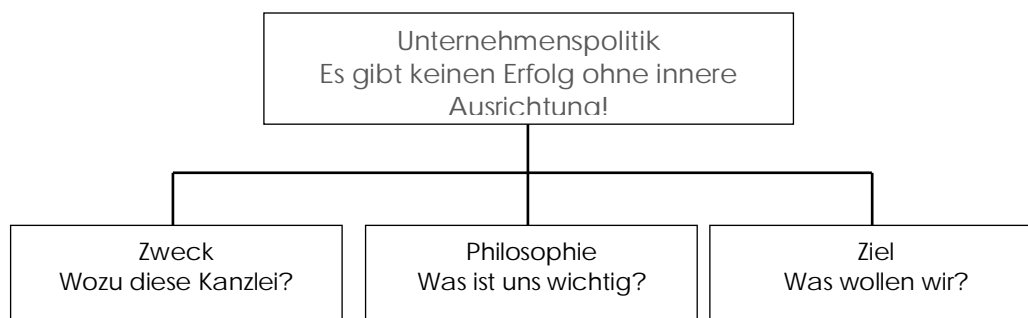 Unternehmenspolitik
Es gibt keinen Erfolg ohne innere
Ausrichtung!
Zweck
Wozu diese Kanzlei?
Philosophie
Was ist uns wichtig?
Ziel
Was wollen wir?